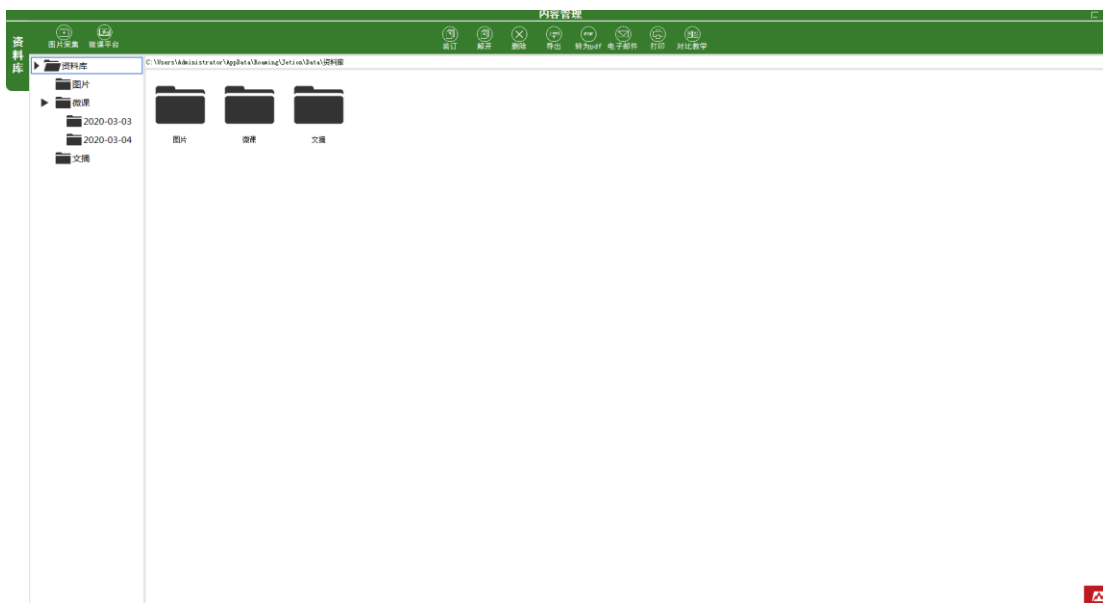 内容管理
资料库
图片采集 微课平台
装订 解开 删除 导出 转为pdf 电子邮件 打印 对比教学
C:\Users\Administrator\AppData\Roaming\Jetion\Data\资料库
资料库
图片
微课
2020-03-03
2020-03-04
文摘
图片 微课 文摘